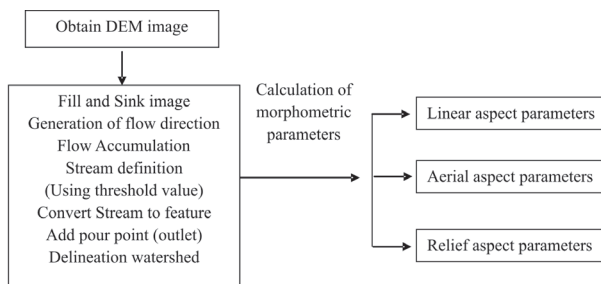 Obtain DEM image
Fill and Sink image
Generation of flow direction
Flow Accumulation
Stream definition
(Using threshold value)
Convert Stream to feature
Add pour point (outlet)
Delineation watershed
Calculation of
morphometric
parameters
Linear aspect parameters
Aerial aspect parameters
Relief aspect parameters